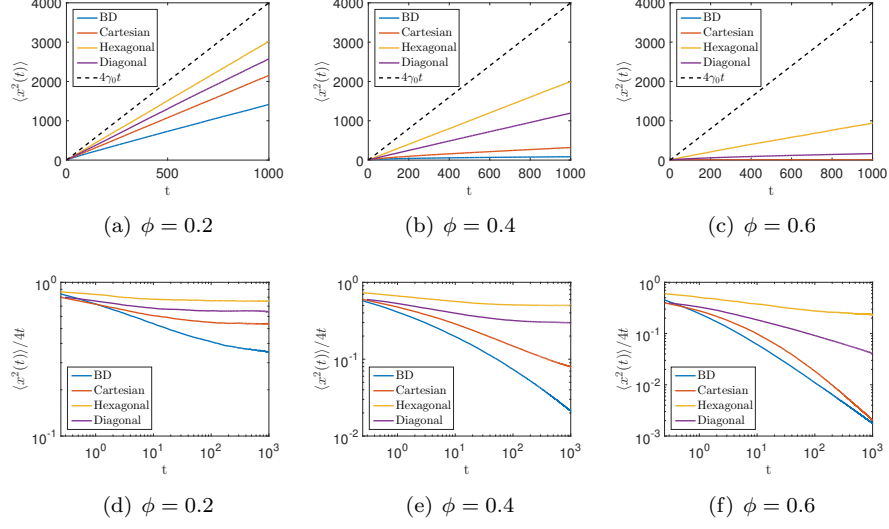 4000
3000
2000
1000
0
⟨x²(t)⟩
BD
Cartesian
Hexagonal
Diagonal
4γ₀t
0 500 1000
t
(a) ϕ = 0.2
4000
3000
2000
1000
0
⟨x²(t)⟩
BD
Cartesian
Hexagonal
Diagonal
4γ₀t
0 200 400 600 800 1000
t
(b) ϕ = 0.4
4000
3000
2000
1000
0
⟨x²(t)⟩
BD
Cartesian
Hexagonal
Diagonal
4γ₀t
0 200 400 600 800 1000
t
(c) ϕ = 0.6
10⁰
10⁻¹
⟨x²(t)⟩/4t
BD
Cartesian
Hexagonal
Diagonal
10⁰ 10¹ 10² 10³
t
(d) ϕ = 0.2
10⁰
10⁻¹
10⁻²
⟨x²(t)⟩/4t
BD
Cartesian
Hexagonal
Diagonal
10⁰ 10¹ 10² 10³
t
(e) ϕ = 0.4
10⁰
10⁻¹
10⁻²
10⁻³
⟨x²(t)⟩/4t
BD
Cartesian
Hexagonal
Diagonal
10⁰ 10¹ 10² 10³
t
(f) ϕ = 0.6